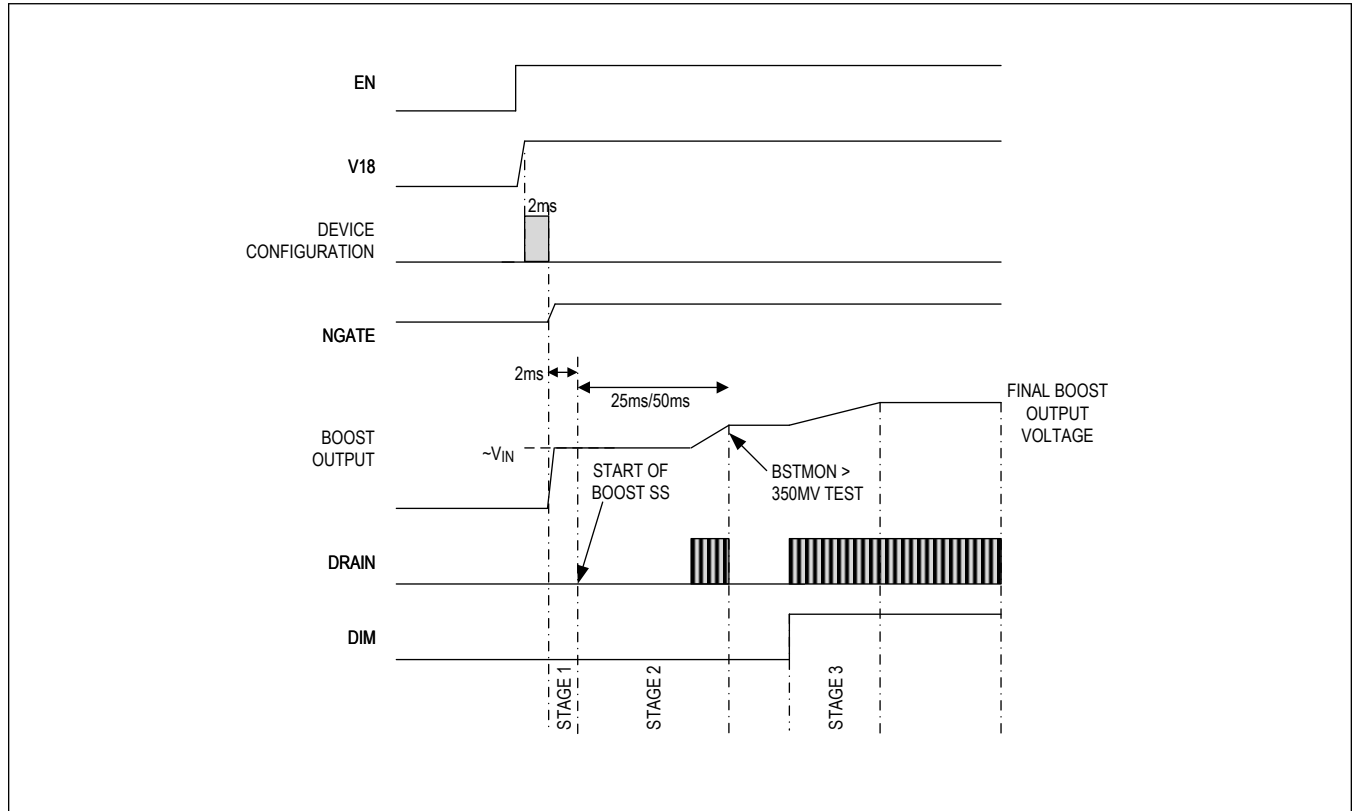 EN
V18
2ms
DEVICE
CONFIGURATION
NGATE
2ms
25ms/50ms
FINAL BOOST
OUTPUT
VOLTAGE
BOOST
OUTPUT
~VIN
START OF
BOOST SS
BSTMON >
350MV TEST
DRAIN
DIM
STAGE 1
STAGE 2
STAGE 3